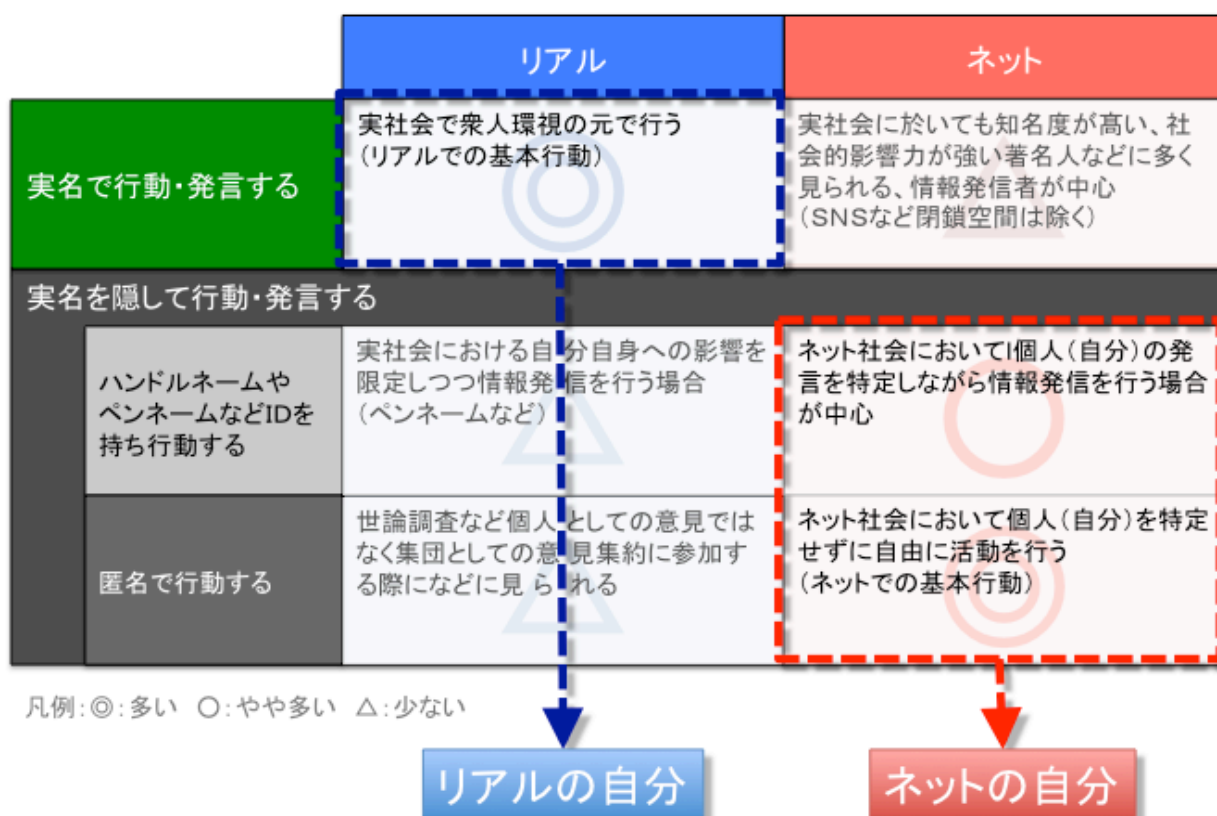 リアル
ネット
実名で行動・発言する
実社会で衆人環視の元で行う
(リアルでの基本行動)
実社会に於いても知名度が高い、社
会的影響力が強い著名人などに多く
見られる、情報発信者が中心
(SNSなど閉鎖空間は除く)
実名を隠して行動・発言する
ハンドルネームや
ペンネームなどIDを
持ち行動する
実社会における自分自身への影響を
限定しつつ情報発信を行う場合
(ペンネームなど)
ネット社会においてI個人(自分)の発
言を特定しながら情報発信を行う場合
が中心
匿名で行動する
世論調査など個人としての意見では
なく集団としての意見集約に参加す
る際になどに見られる
ネット社会において個人(自分)を特定
せずに自由に活動を行う
(ネットでの基本行動)
凡例:◎:多い ○:やや多い △:少ない
リアルの自分
ネットの自分